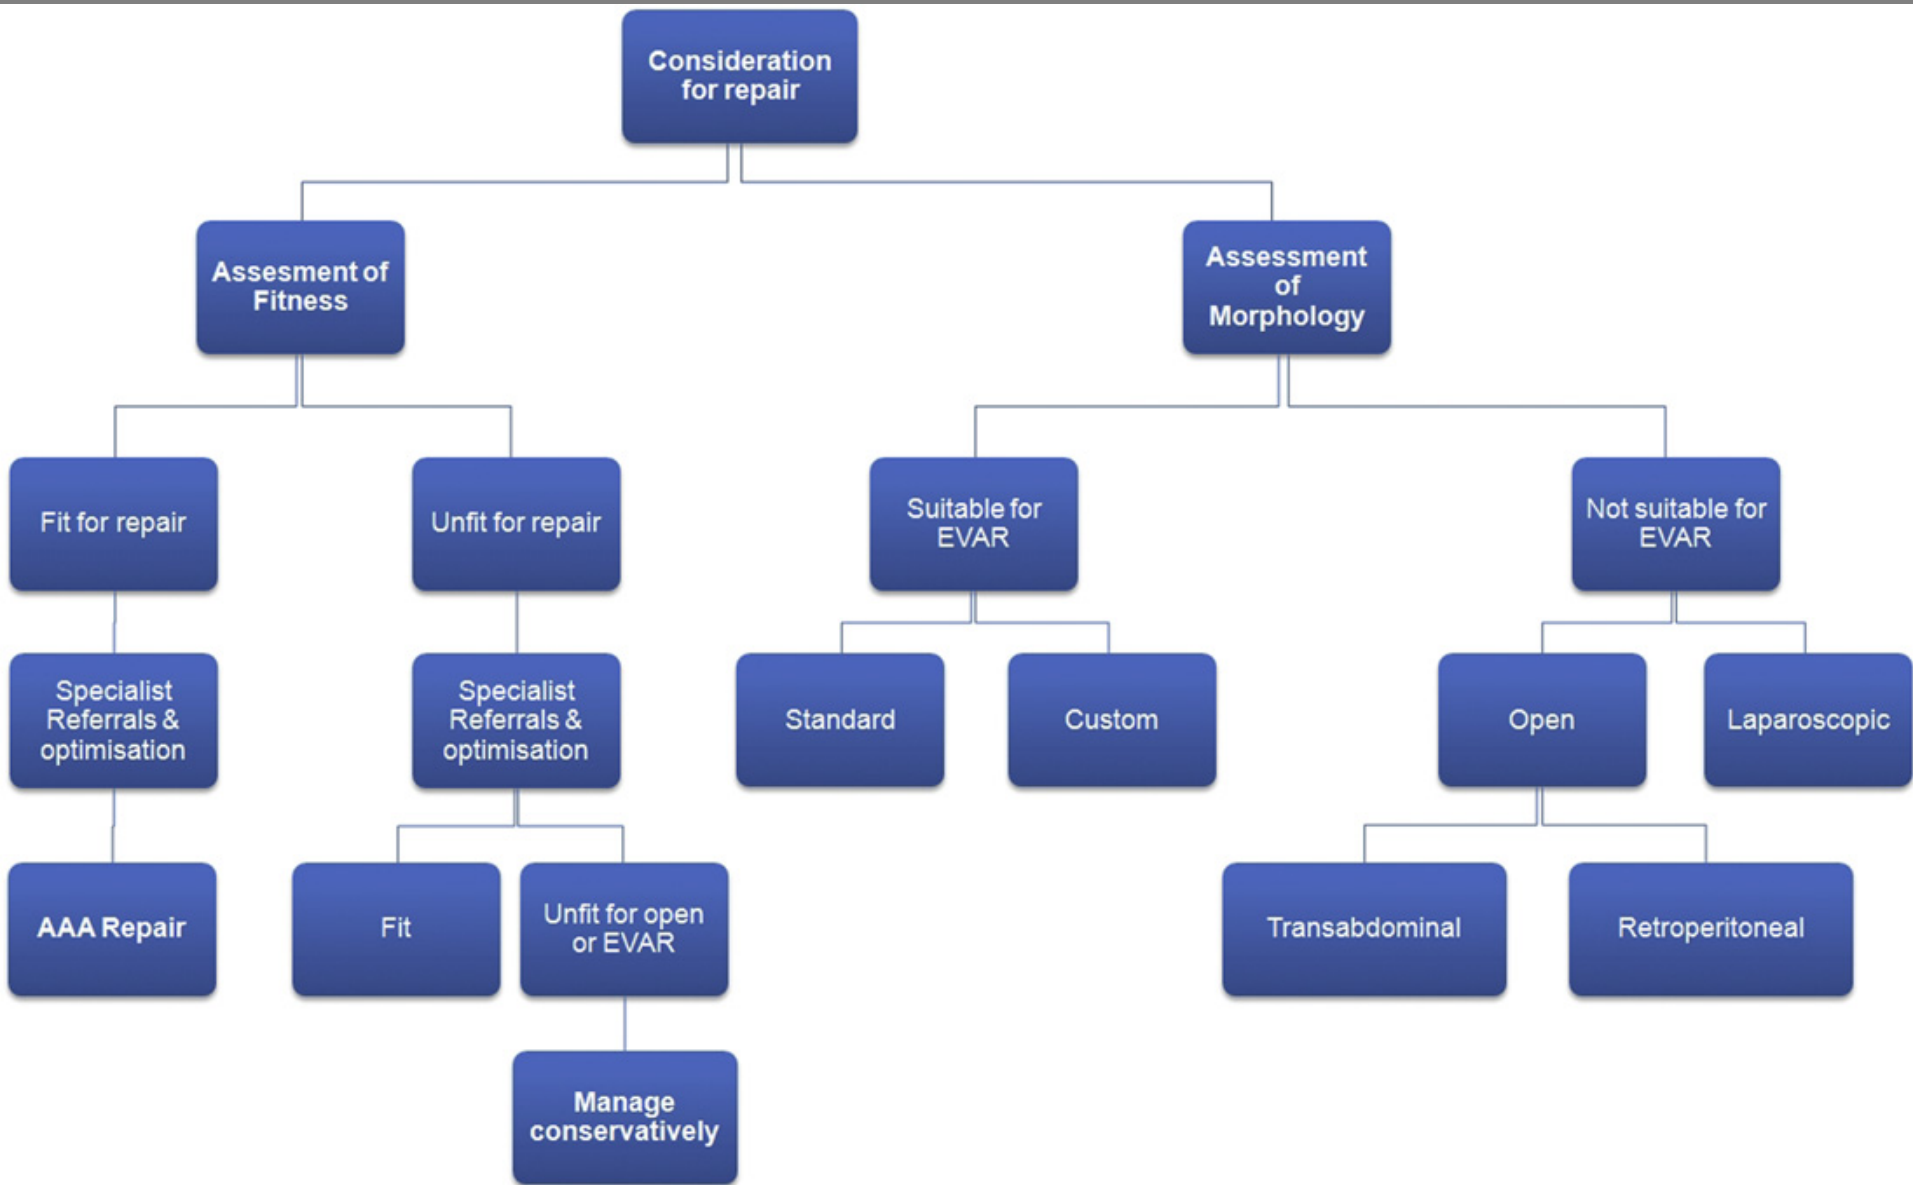 Consideration
for repair
Assesment of
Fitness
Assessment
of
Morphology
Fit for repair
Unfit for repair
Suitable for
EVAR
Not suitable for
EVAR
Specialist
Referrals &
optimisation
Specialist
Referrals &
optimisation
Standard
Custom
Open
Laparoscopic
AAA Repair
Fit
Unfit for open
or EVAR
Transabdominal
Retroperitoneal
Manage
conservatively